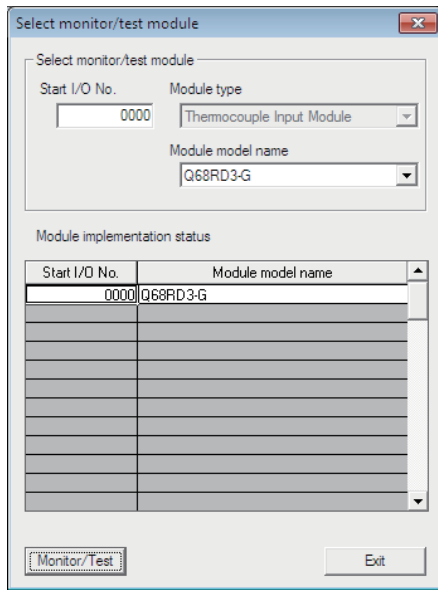 Select monitor/test module
Select monitor/test module
Start I/O No.
Module type
0000
Thermocouple Input Module
Module model name
Q68RD3-G
Module implementation status
Start I/O No.
Module model name
0000
Q68RD3-G
Monitor/Test
Exit